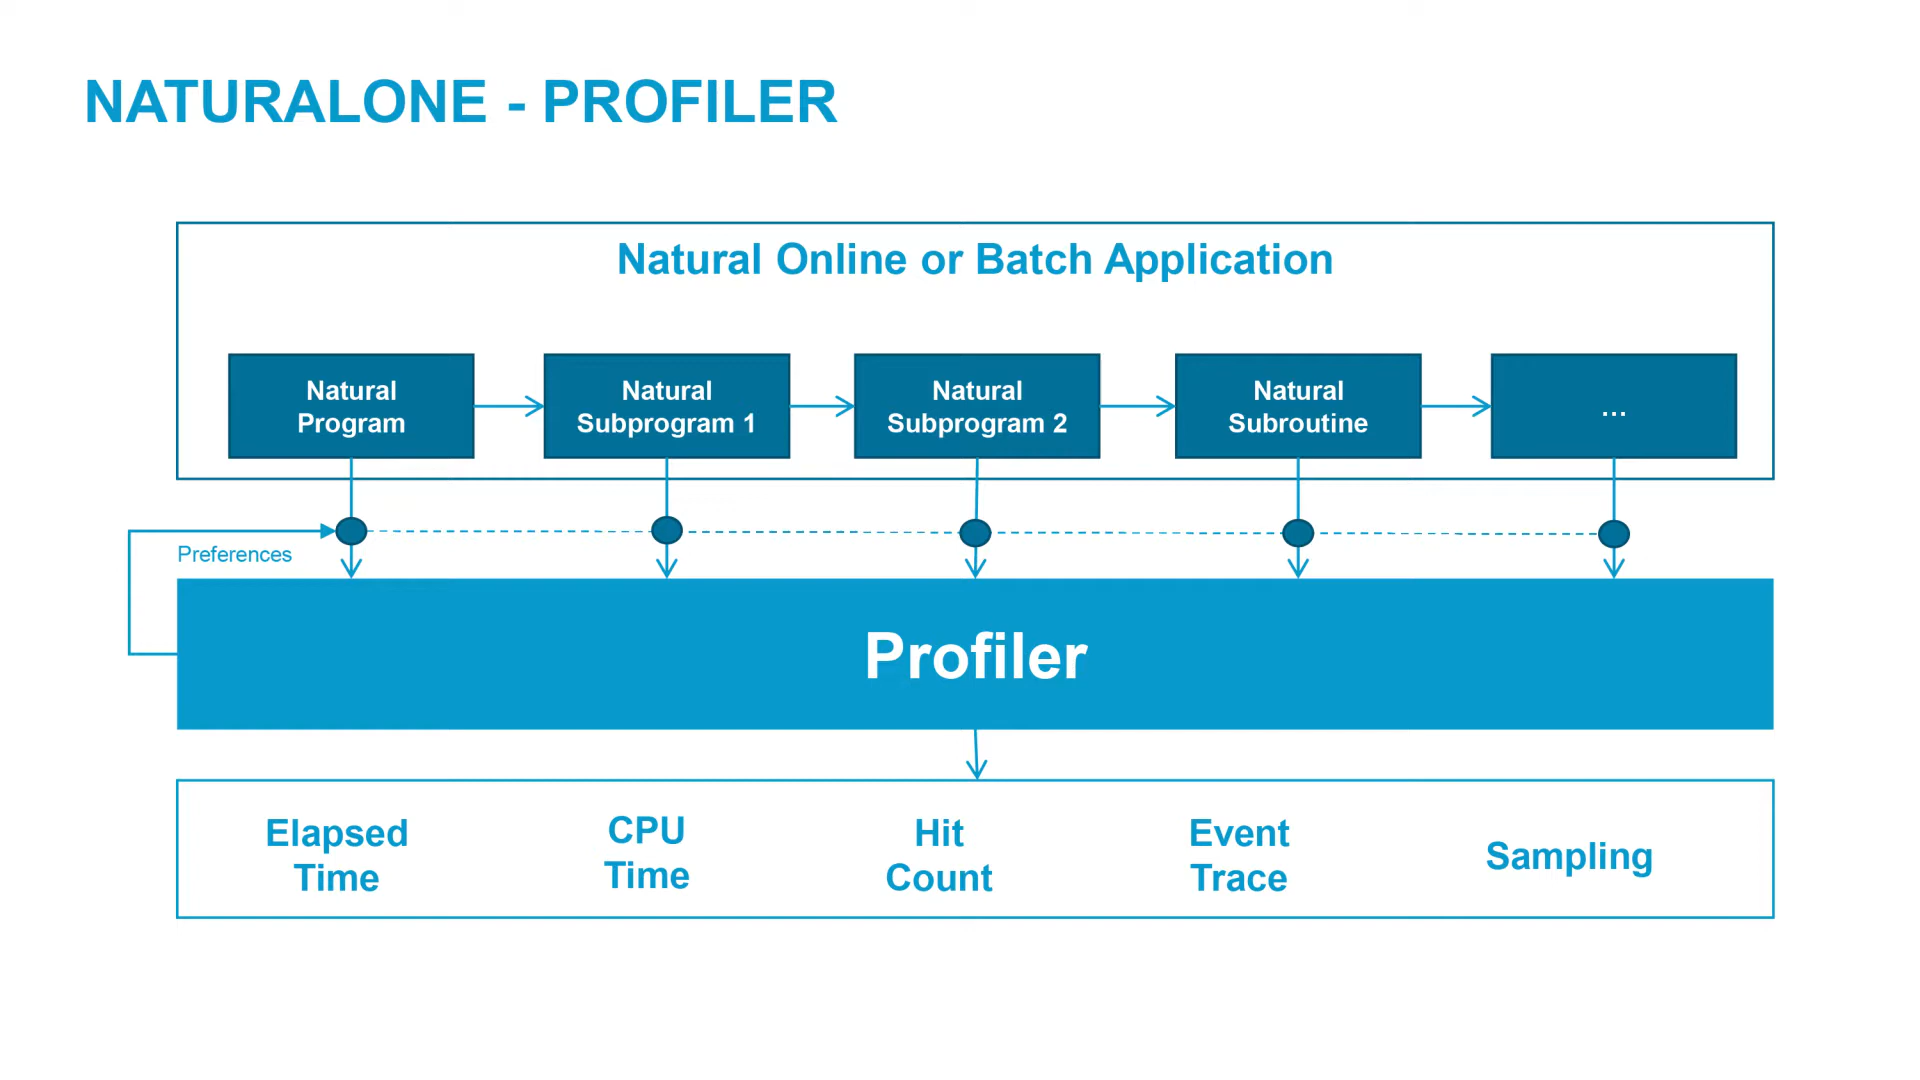 NATURALONE - PROFILER
Natural Online or Batch Application
Natural
Program
Natural
Subprogram 1
Natural
Subprogram 2
Natural
Subroutine
...
Preferences
Profiler
Elapsed
Time
CPU
Time
Hit
Count
Event
Trace
Sampling